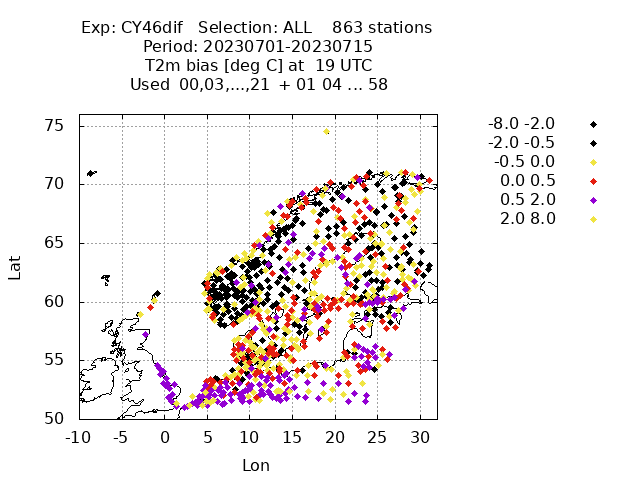 Exp: CY46dif   Selection: ALL    863 stations
Period: 20230701-20230715
T2m bias [deg C] at  19 UTC
Used  00,03,...,21  + 01 04 ... 58
-8.0 -2.0
-2.0 -0.5
-0.5 0.0
0.0 0.5
0.5 2.0
2.0 8.0
75
70
65
60
55
50
Lat
-10 -5 0 5 10 15 20 25 30
Lon